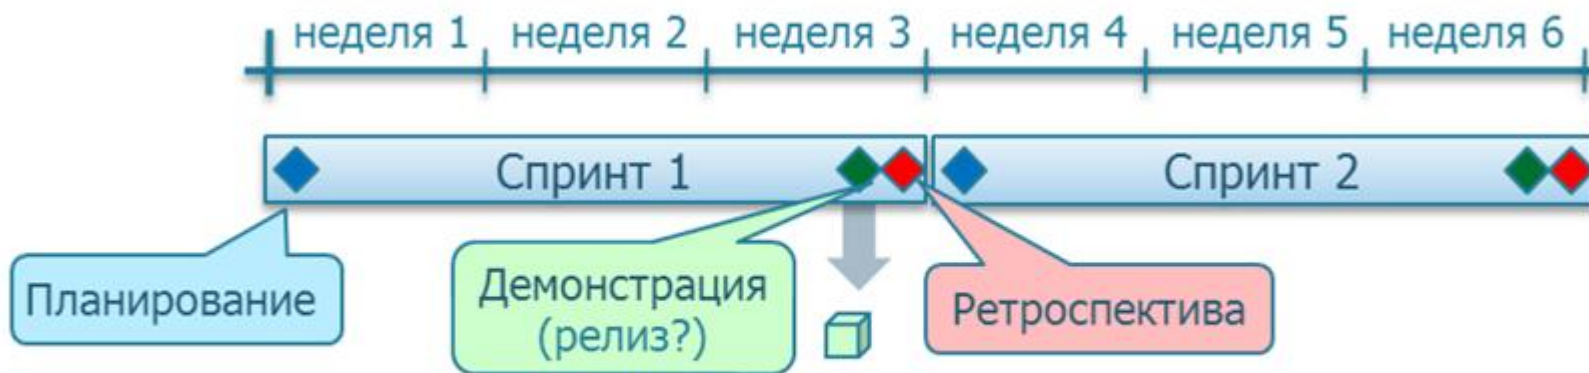 неделя 1 неделя 2 неделя 3 неделя 4 неделя 5 неделя 6
Спринт 1 Спринт 2
Планирование
Демонстрация
(релиз?)
Ретроспектива